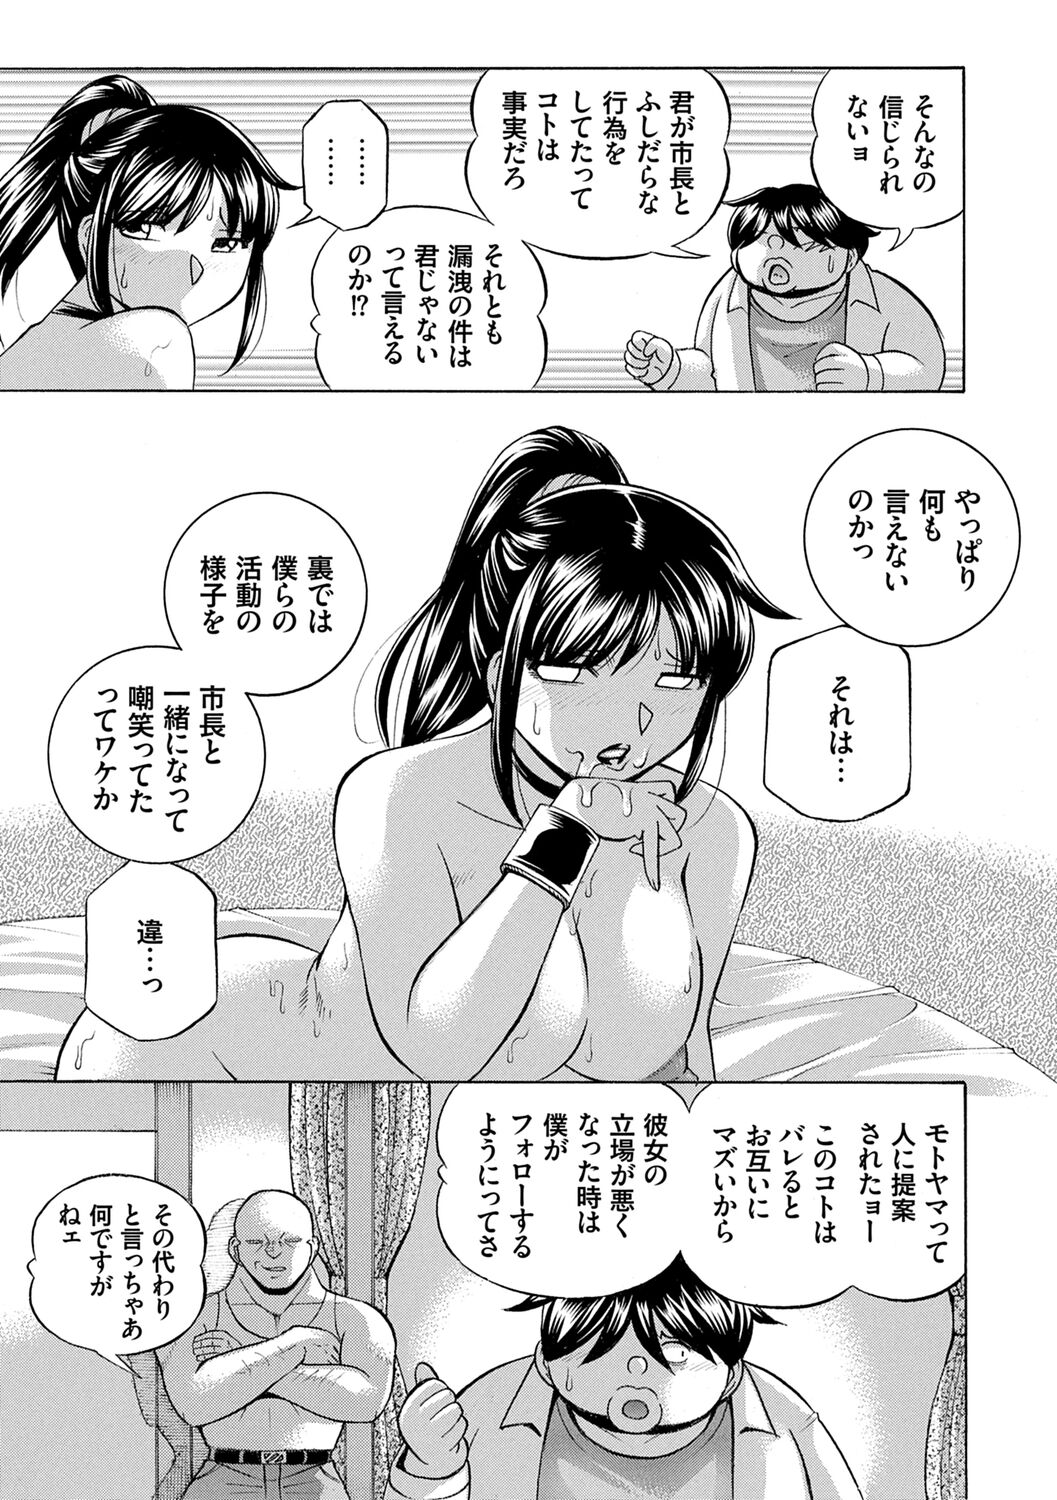 そんなの
信じられ
ないョ
君が市長と
ふしだらな
行為を
してたって
コトは
事実だろ
それとも
漏洩の件は
君じゃない
って言える
のか!?
……
……
やっぱり
何も
言えない
のかっ
それは…
裏では
僕らの
活動の
様子を
市長と
一緒になって
嘲笑ってた
ってワケか
違…っ
モトヤマって
人に提案
されたョー
このコトは
バレると
お互いに
マズいから
彼女の
立場が悪く
なった時は
僕が
フォローする
ようにってさ
その代わり
と言っちゃあ
何ですが
ねェ